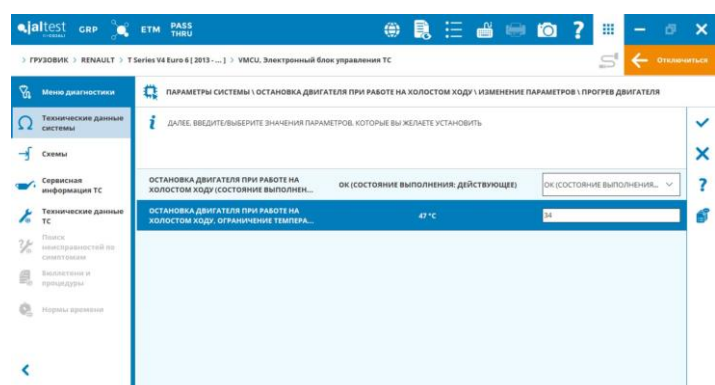 jaltest GRP ETM PASS THRU ?
> ГРУЗОВИК > RENAULT > T Series V4 Euro 6 [ 2013 - ... ] > VMCU. Электронный блок управления ТС
Отключиться
Меню диагностики
ПАРАМЕТРЫ СИСТЕМЫ \ ОСТАНОВКА ДВИГАТЕЛЯ ПРИ РАБОТЕ НА ХОЛОСТОМ ХОДУ \ ИЗМЕНЕНИЕ ПАРАМЕТРОВ \ ПРОГРЕВ ДВИГАТЕЛЯ
Технические данные
системы
ДАЛЕЕ, ВВЕДИТЕ/ВЫБЕРИТЕ ЗНАЧЕНИЯ ПАРАМЕТРОВ, КОТОРЫЕ ВЫ ЖЕЛАЕТЕ УСТАНОВИТЬ
Схемы
Сервисная
информация ТС
ОСТАНОВКА ДВИГАТЕЛЯ ПРИ РАБОТЕ НА
ХОЛОСТОМ ХОДУ (СОСТОЯНИЕ ВЫПОЛНЕН...
ОК (СОСТОЯНИЕ ВЫПОЛНЕНИЯ: ДЕЙСТВУЮЩЕЕ)
ОК (СОСТОЯНИЕ ВЫПОЛНЕНИЯ...
?
Технические данные
ТС
ОСТАНОВКА ДВИГАТЕЛЯ ПРИ РАБОТЕ НА
ХОЛОСТОМ ХОДУ, ОГРАНИЧЕНИЕ ТЕМПЕРА...
47 °C
34
Поиск
неисправностей по
симптомам
Бюллетени и
процедуры
Нормы времени